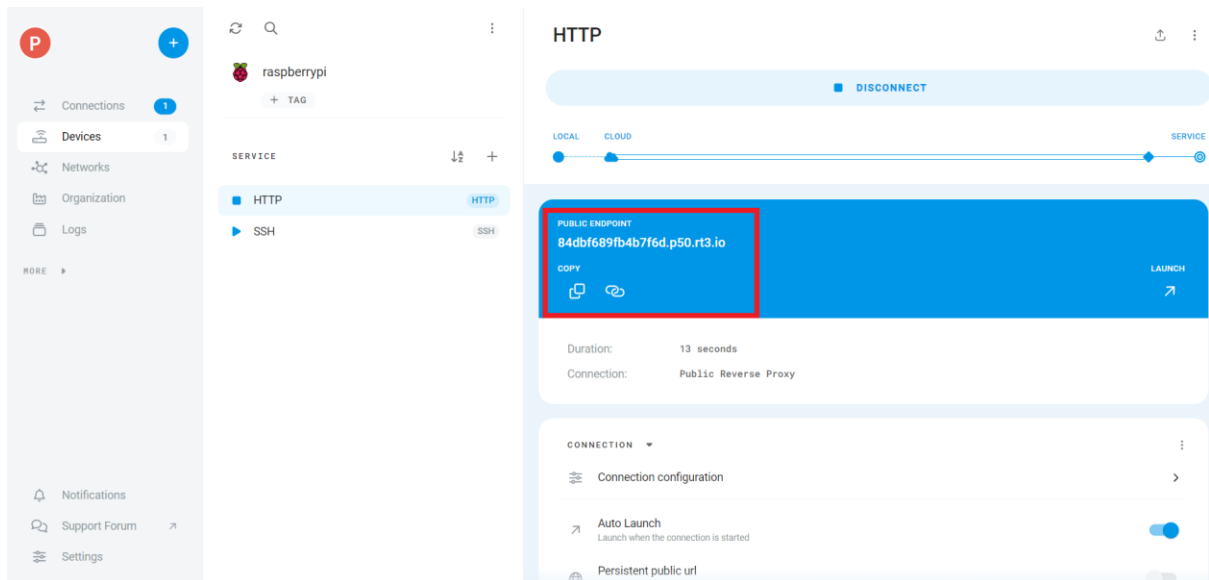 P
+
Connections 1
Devices 1
Networks
Organization
Logs
MORE
Notifications
Support Forum
Settings
raspberrypi
+ TAG
SERVICE
HTTP HTTP
SSH SSH
HTTP
DISCONNECT
LOCAL CLOUD SERVICE
PUBLIC ENDPOINT
84dbf689fb4b7f6d.p50.rt3.io
COPY LAUNCH
Duration: 13 seconds
Connection: Public Reverse Proxy
CONNECTION
Connection configuration
Auto Launch
Launch when the connection is started
Persistent public url